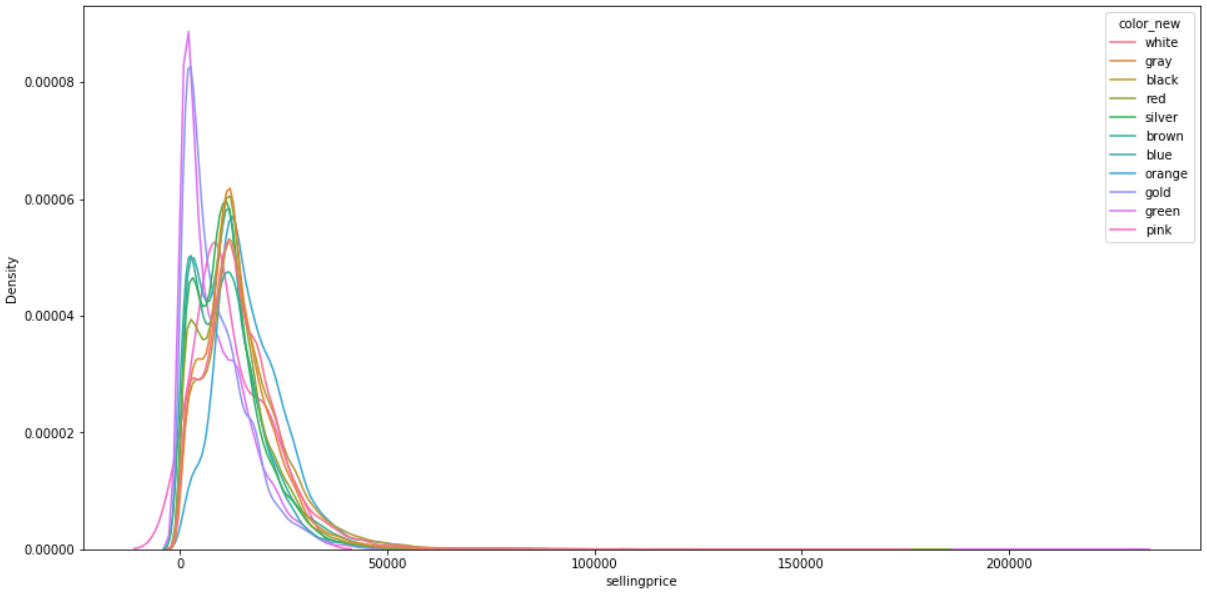 color_new
white
gray
black
red
silver
brown
blue
orange
gold
green
pink
0.00008
0.00006
0.00004
0.00002
0.00000
Density
0
50000
100000
150000
200000
sellingprice